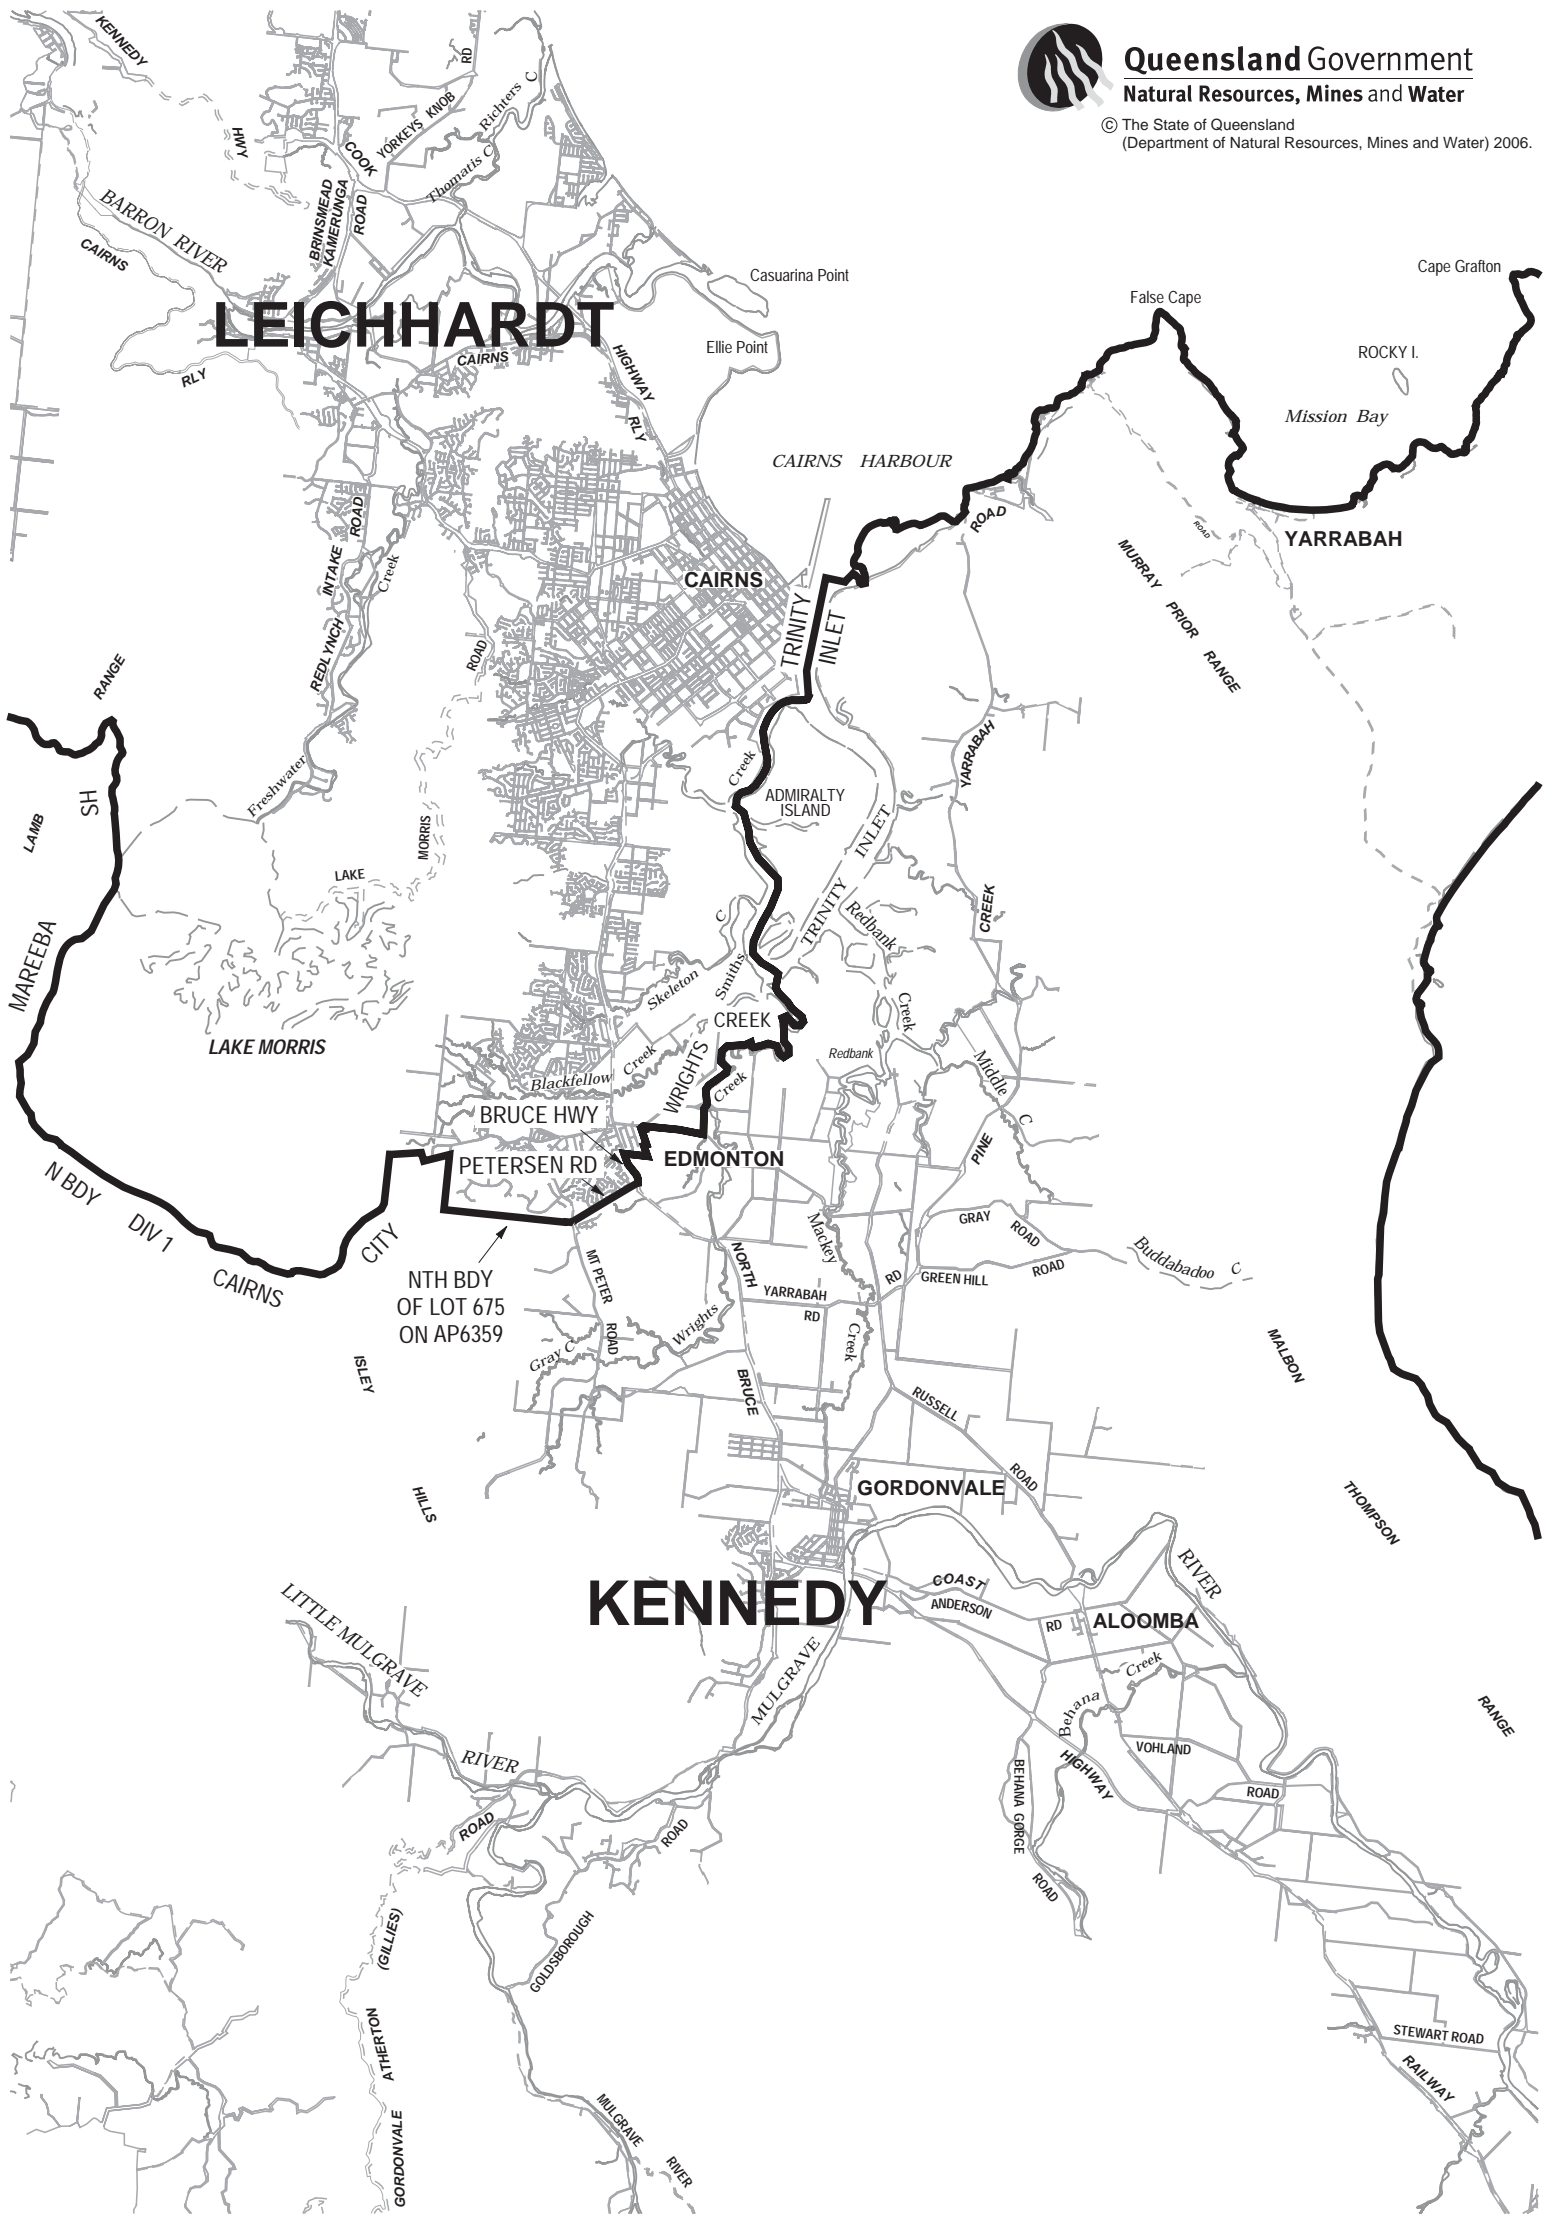 Queensland Government
Natural Resources, Mines and Water
© The State of Queensland
(Department of Natural Resources, Mines and Water) 2006.
KENNEDY
HWY
RD
YORKEYS KNOB
Richters C
COOK
Thomatis C
BRINSMEAD
KAMERUNGA
ROAD
BARRON RIVER
CAIRNS
RLY
LEICHHARDT
CAIRNS
HIGHWAY
RLY
Casuarina Point
Ellie Point
False Cape
Cape Grafton
ROCKY I.
Mission Bay
CAIRNS HARBOUR
ROAD
ROAD
YARRABAH
MURRAY PRIOR RANGE
REDLYNCH INTAKE ROAD
Creek
CAIRNS
TRINITY
INLET
ROAD
RANGE
LAMB
SH
MAREEBA
Freshwater
MORRIS
LAKE
LAKE MORRIS
Creek
ADMIRALTY
ISLAND
TRINITY INLET
YARRABAH
CREEK
Redbank
Creek
Skeleton C
Smiths
CREEK
WRIGHTS
Creek
Redbank
Middle C
Blackfellow Creek
BRUCE HWY
PETERSEN RD
EDMONTON
PINE
N BDY DIV 1 CAIRNS CITY
NTH BDY
OF LOT 675
ON AP6359
MT PETER
ROAD
NORTH
YARRABAH
RD
Mackey
Creek
RD
GRAY
ROAD
GREEN HILL
ROAD
Buddabadoo C
Wrights
Gray C
BRUCE
ISLEY
HILLS
MALBON
THOMPSON
RANGE
RUSSELL
ROAD
GORDONVALE
KENNEDY
COAST
ANDERSON
RD
ALOOMBA
RIVER
LITTLE MULGRAVE
RIVER
MULGRAVE
Behana
Creek
VOHLAND
ROAD
HIGHWAY
BEHANA GORGE
ROAD
ROAD
ROAD
GOLDSBOROUGH
(GILLIES)
ATHERTON
GORDONVALE
MULGRAVE
RIVER
STEWART ROAD
RAILWAY